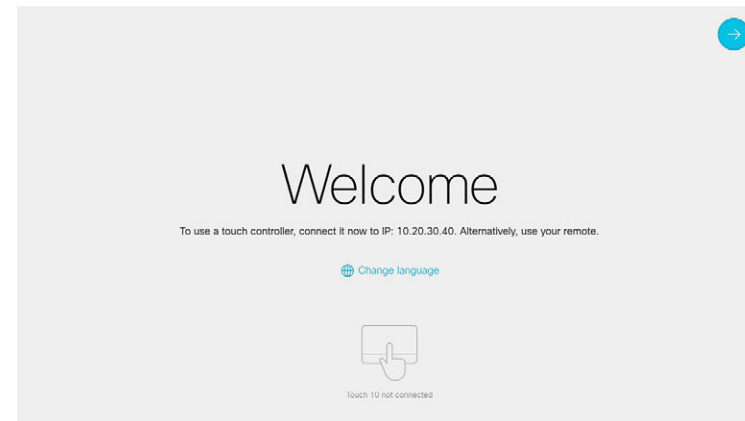 Welcome
To use a touch controller, connect it now to IP: 10.20.30.40. Alternatively, use your remote.
Change language
Touch 10 not connected